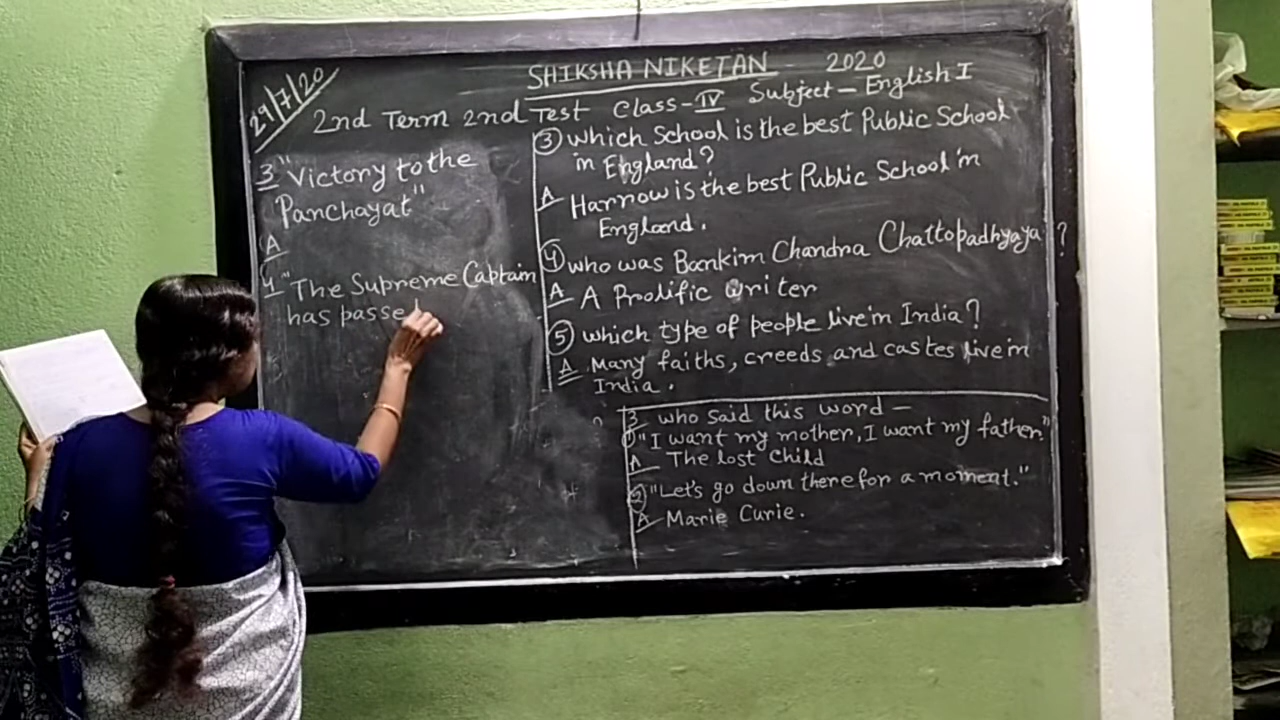 SHIKSHA NIKETAN - 2020
29/7/20
2nd Term 2nd Test Class-IV Subject - English I
3 "Victory to the
Panchayat"
A
4 "The Supreme Captain
has passed
③ Which School is the best Public School
in England?
A Harrow is the best Public School in
England.
④ Who was Bankim Chandra Chattopadhyaya ?
A A Prolific writer
⑤ which type of people live in India?
A Many faiths, creeds and castes live in
India.
3 who said this word -
① "I want my mother, I want my father."
A The lost child
② "Let's go down there for a moment."
A Marie Curie.